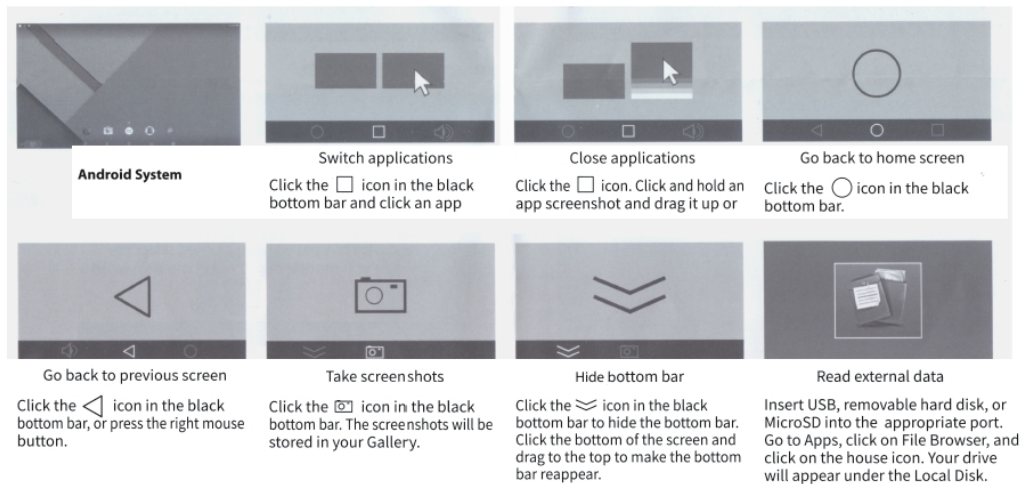 Android System
Switch applications
Click the icon in the black
bottom bar and click an app
Close applications
Click the icon. Click and hold an
app screenshot and drag it up or
Go back to home screen
Click the icon in the black
bottom bar.
Go back to previous screen
Click the icon in the black
bottom bar, or press the right mouse
button.
Take screenshots
Click the icon in the black
bottom bar. The screenshots will be
stored in your Gallery.
Hide bottom bar
Click the icon in the black
bottom bar to hide the bottom bar.
Click the bottom of the screen and
drag to the top to make the bottom
bar reappear.
Read external data
Insert USB, removable hard disk, or
MicroSD into the appropriate port.
Go to Apps, click on File Browser, and
click on the house icon. Your drive
will appear under the Local Disk.